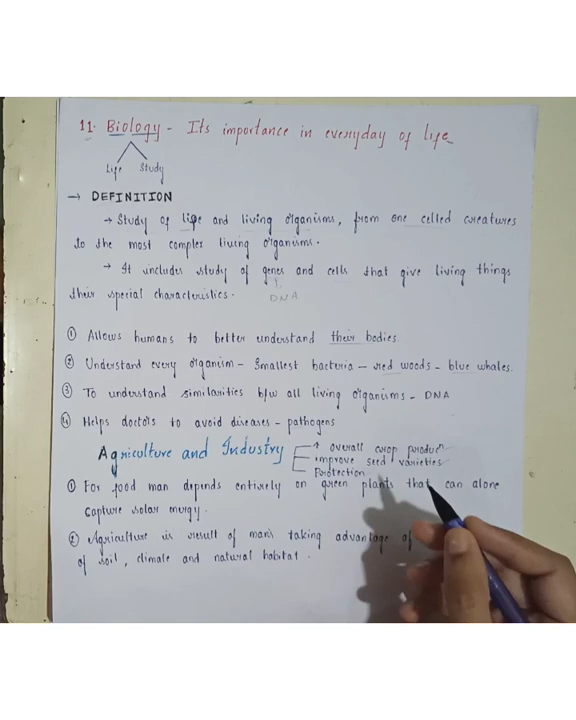 11. Biology - Its importance in everyday of life
Life Study
→ DEFINITION
→ Study of life and living organisms, from one celled creatures
to the most complex living organisms.
→ It includes study of genes and cells that give living things
their special characteristics. DNA
① Allows humans to better understand their bodies.
② Understand every organism - Smallest bacteria - red woods - blue whales.
③ To understand similarities b/w all living organisms - DNA
④ Helps doctors to avoid diseases - pathogens
Agriculture and Industry
↑ overall crop producⁿ
improve seed varieties
Protection
① For food man depends entirely on green plants that can alone
capture solar
② Agriculture is result of man's taking advantage of
of soil, climate and natural habitat.